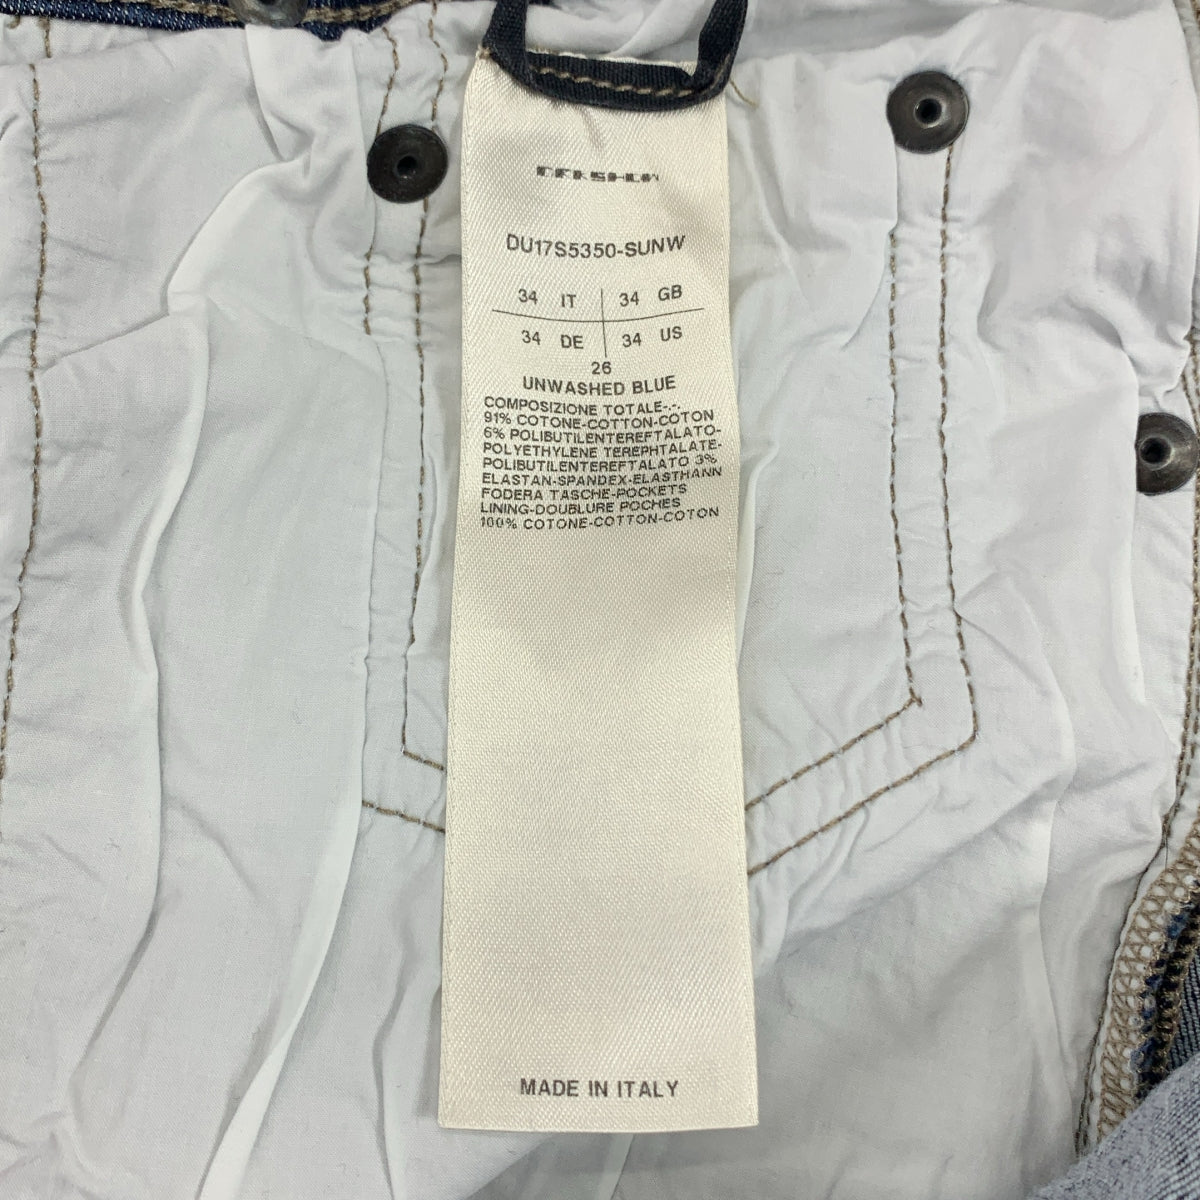 DRKSHDW
DU17S5350-SUNW
34 IT 34 GB
34 DE 34 US
26
UNWASHED BLUE
COMPOSIZIONE TOTALE-.-.
91% COTONE-COTTON-COTON
6% POLIBUTILENTEREFTALATO-
POLYETHYLENE TEREPHTALATE-
POLIBUTILENTEREFTALATO 3%
ELASTAN-SPANDEX-ELASTHANN
FODERA TASCHE-POCKETS
LINING-DOUBLURE POCHES
100% COTONE-COTTON-COTON
MADE IN ITALY